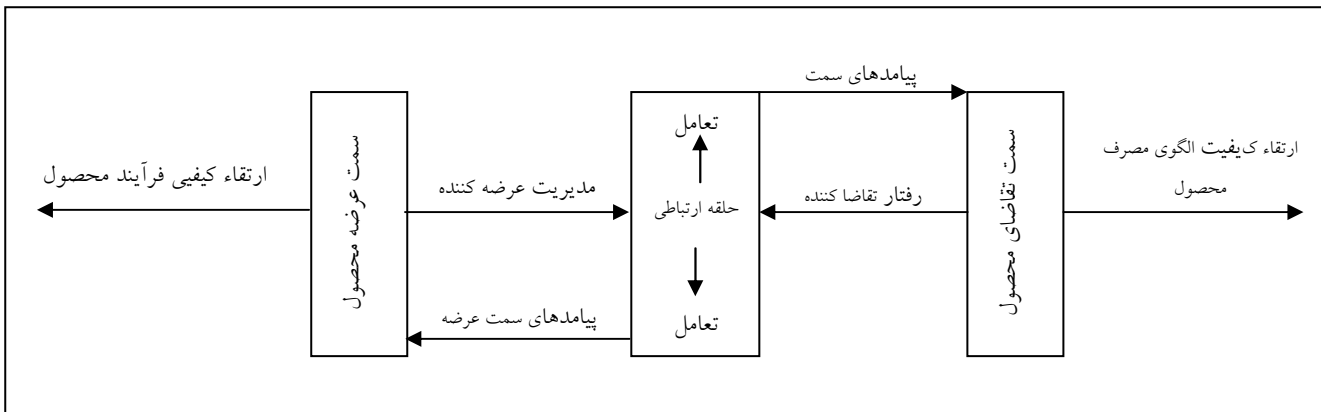 پیامدهای سمت
تعامل
ارتقاء کیفیت الگوی مصرف
محصول
سمت تقاضای محصول
رفتار تقاضا کننده
حلقه ارتباطی
مدیریت عرضه کننده
سمت عرضه محصول
ارتقاء کیفیی فرآیند محصول
تعامل
پیامدهای سمت عرضه